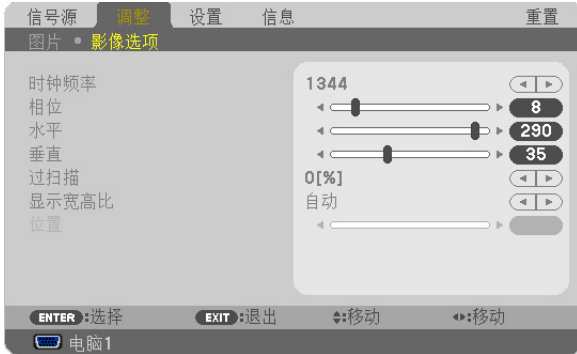 信号源 调整 设置 信息 重置
图片 • 影像选项
时钟频率 1344
相位 8
水平 290
垂直 35
过扫描 0[%]
显示宽高比 自动
位置
ENTER:选择 EXIT:退出 :移动 :移动
电脑1